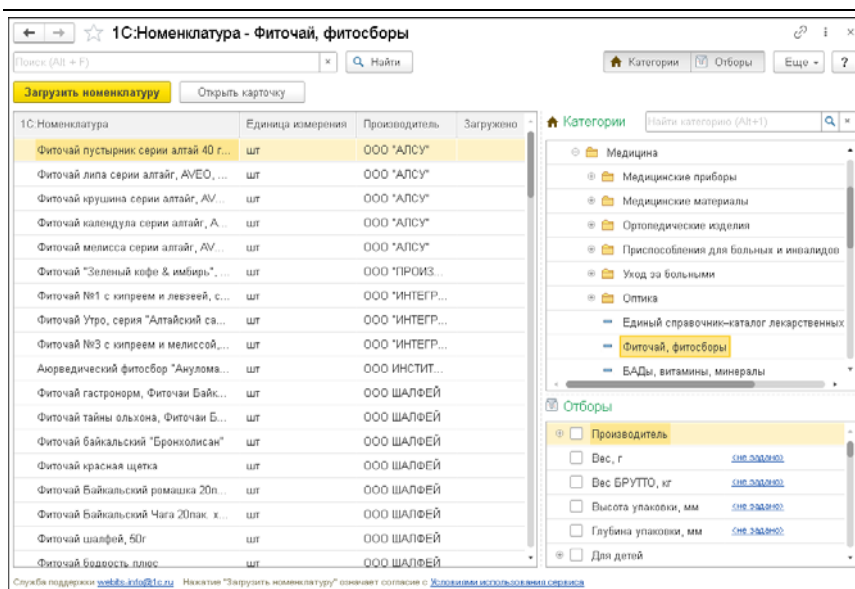 1С:Номенклатура - Фиточай, фитосборы
Поиск (Alt + F) × Найти Категории Отборы Еще ?
Загрузить номенклатуру Открыть карточку
1С:Номенклатура Единица измерения Производитель Загружено
Фиточай пустырник серии алтай 40 г... шт ООО "АЛСУ"
Фиточай липа серии алтайг, AVEO, ... шт ООО "АЛСУ"
Фиточай крушина серии алтайг, AV... шт ООО "АЛСУ"
Фиточай календула серии алтайг, A... шт ООО "АЛСУ"
Фиточай мелисса серии алтайг, AV... шт ООО "АЛСУ"
Фиточай "Зеленый кофе & имбирь", ... шт ООО "ПРОИЗ...
Фиточай №1 с кипреем и левзеей, с... шт ООО "ИНТЕГР...
Фиточай Утро, серия "Алтайский са... шт ООО "ИНТЕГР...
Фиточай №3 с кипреем и мелиссой,... шт ООО "ИНТЕГР...
Аюрведический фитосбор "Анулома... шт ООО ИНСТИТ...
Фиточай гастронорм, Фиточаи Байк... шт ООО ШАЛФЕЙ
Фиточай тайны ольхона, Фиточаи Б... шт ООО ШАЛФЕЙ
Фиточай байкальский "Бронхолисан" шт ООО ШАЛФЕЙ
Фиточай красная щетка шт ООО ШАЛФЕЙ
Фиточай Байкальский ромашка 20п... шт ООО ШАЛФЕЙ
Фиточай Байкальский Чага 20пак. х... шт ООО ШАЛФЕЙ
Фиточай шалфей, 50г шт ООО ШАЛФЕЙ
Фиточай бодрость плюс шт ООО ШАЛФЕЙ
Категории Найти категорию (Alt+1) ×
Медицина
Медицинские приборы
Медицинские материалы
Ортопедические изделия
Приспособления для больных и инвалидов
Уход за больными
Оптика
Единый справочник-каталог лекарственных
Фиточай, фитосборы
БАДы, витамины, минералы
Отборы
Производитель
Вес, г <не задано>
Вес БРУТТО, кг <не задано>
Высота упаковки, мм <не задано>
Глубина упаковки, мм <не задано>
Для детей
Служба поддержки webits-info@1c.ru Нажатие "Загрузить номенклатуру" означает согласие с Условиями использования сервиса